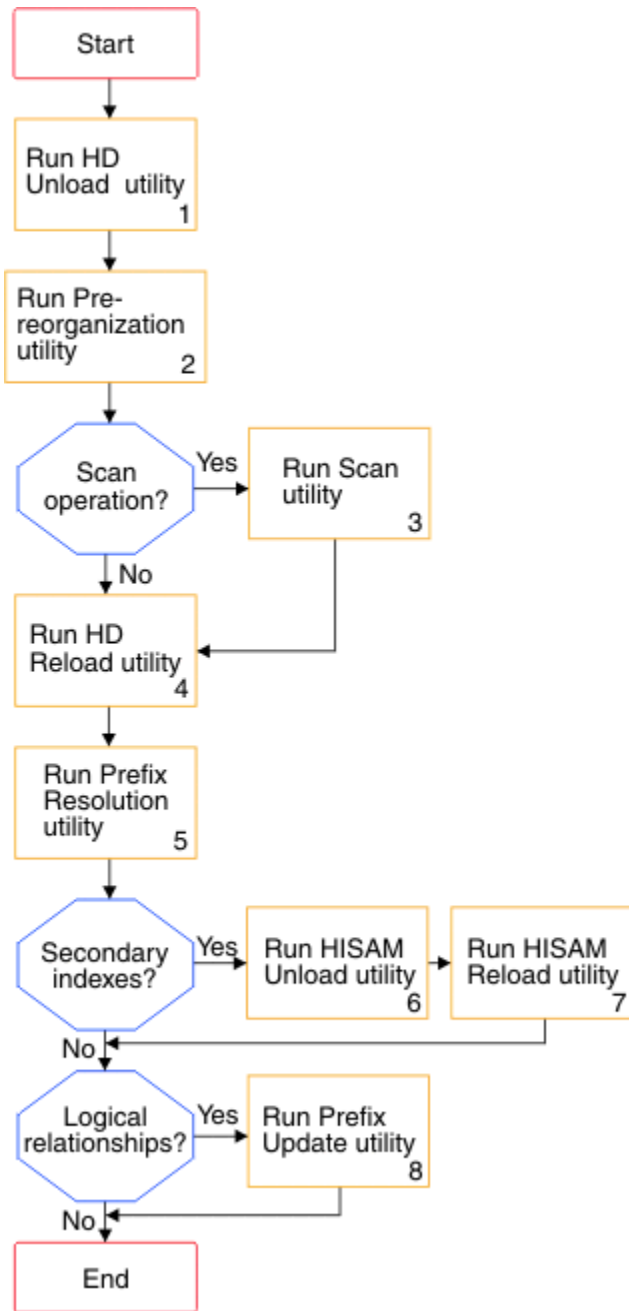 Start
Run HD
Unload utility
1
Run Pre-
reorganization
utility
2
Scan
operation?
Yes
Run Scan
utility
3
No
Run HD
Reload utility
4
Run Prefix
Resolution
utility
5
Secondary
indexes?
Yes
Run HISAM
Unload utility
6
Run HISAM
Reload utility
7
No
Logical
relationships?
Yes
Run Prefix
Update utility
8
No
End